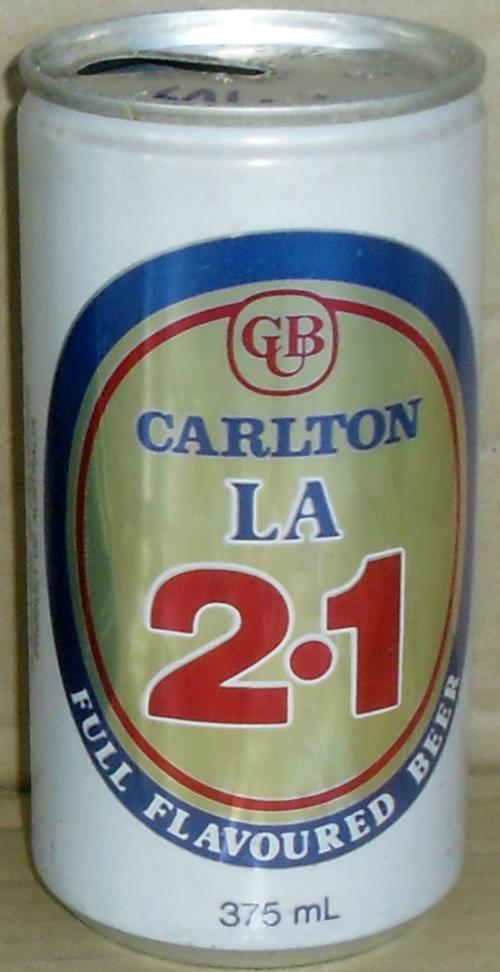 CUB
CARLTON
LA
2·1
FULL FLAVOURED BEER
375 mL